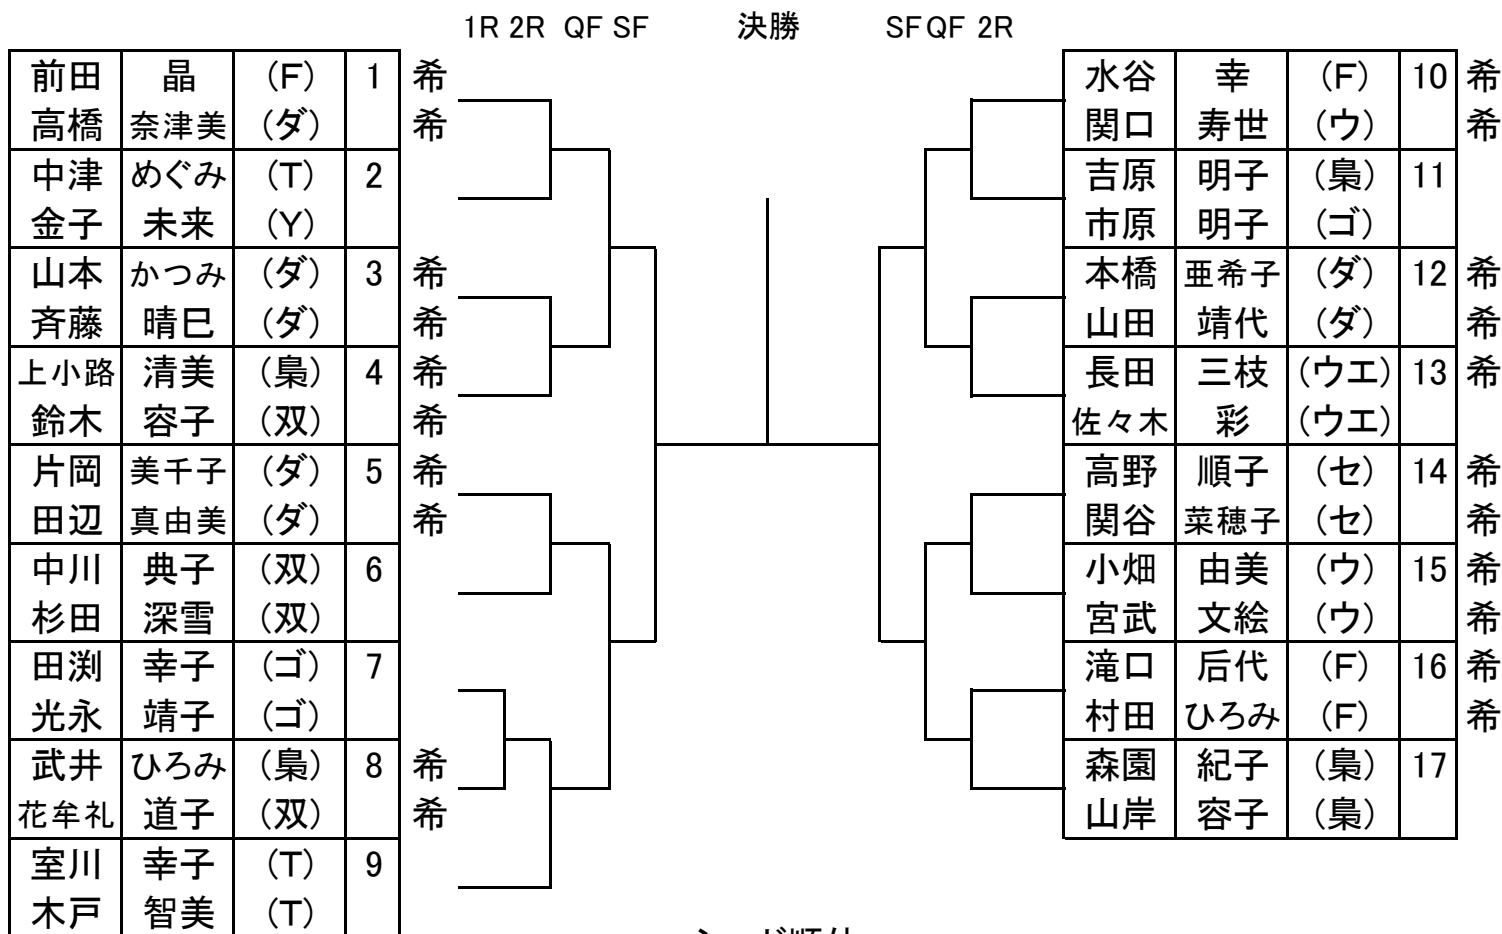 1R 2R QF SF 決勝 SF QF 2R
前田 晶 (F) 1 希
高橋 奈津美 (ダ) 希
中津 めぐみ (T) 2
金子 未来 (Y)
山本 かつみ (ダ) 3 希
斉藤 晴巳 (ダ) 希
上小路 清美 (梟) 4 希
鈴木 容子 (双) 希
片岡 美千子 (ダ) 5 希
田辺 真由美 (ダ) 希
中川 典子 (双) 6
杉田 深雪 (双)
田渕 幸子 (ゴ) 7
光永 靖子 (ゴ)
武井 ひろみ (梟) 8 希
花牟礼 道子 (双) 希
室川 幸子 (T) 9
木戸 智美 (T)
水谷 幸 (F) 10 希
関口 寿世 (ウ) 希
吉原 明子 (梟) 11
市原 明子 (ゴ)
本橋 亜希子 (ダ) 12 希
山田 靖代 (ダ) 希
長田 三枝 (ウエ) 13 希
佐々木 彩 (ウエ)
高野 順子 (セ) 14 希
関谷 菜穂子 (セ) 希
小畑 由美 (ウ) 15 希
宮武 文絵 (ウ) 希
滝口 后代 (F) 16 希
村田 ひろみ (F) 希
森園 紀子 (梟) 17
山岸 容子 (梟)